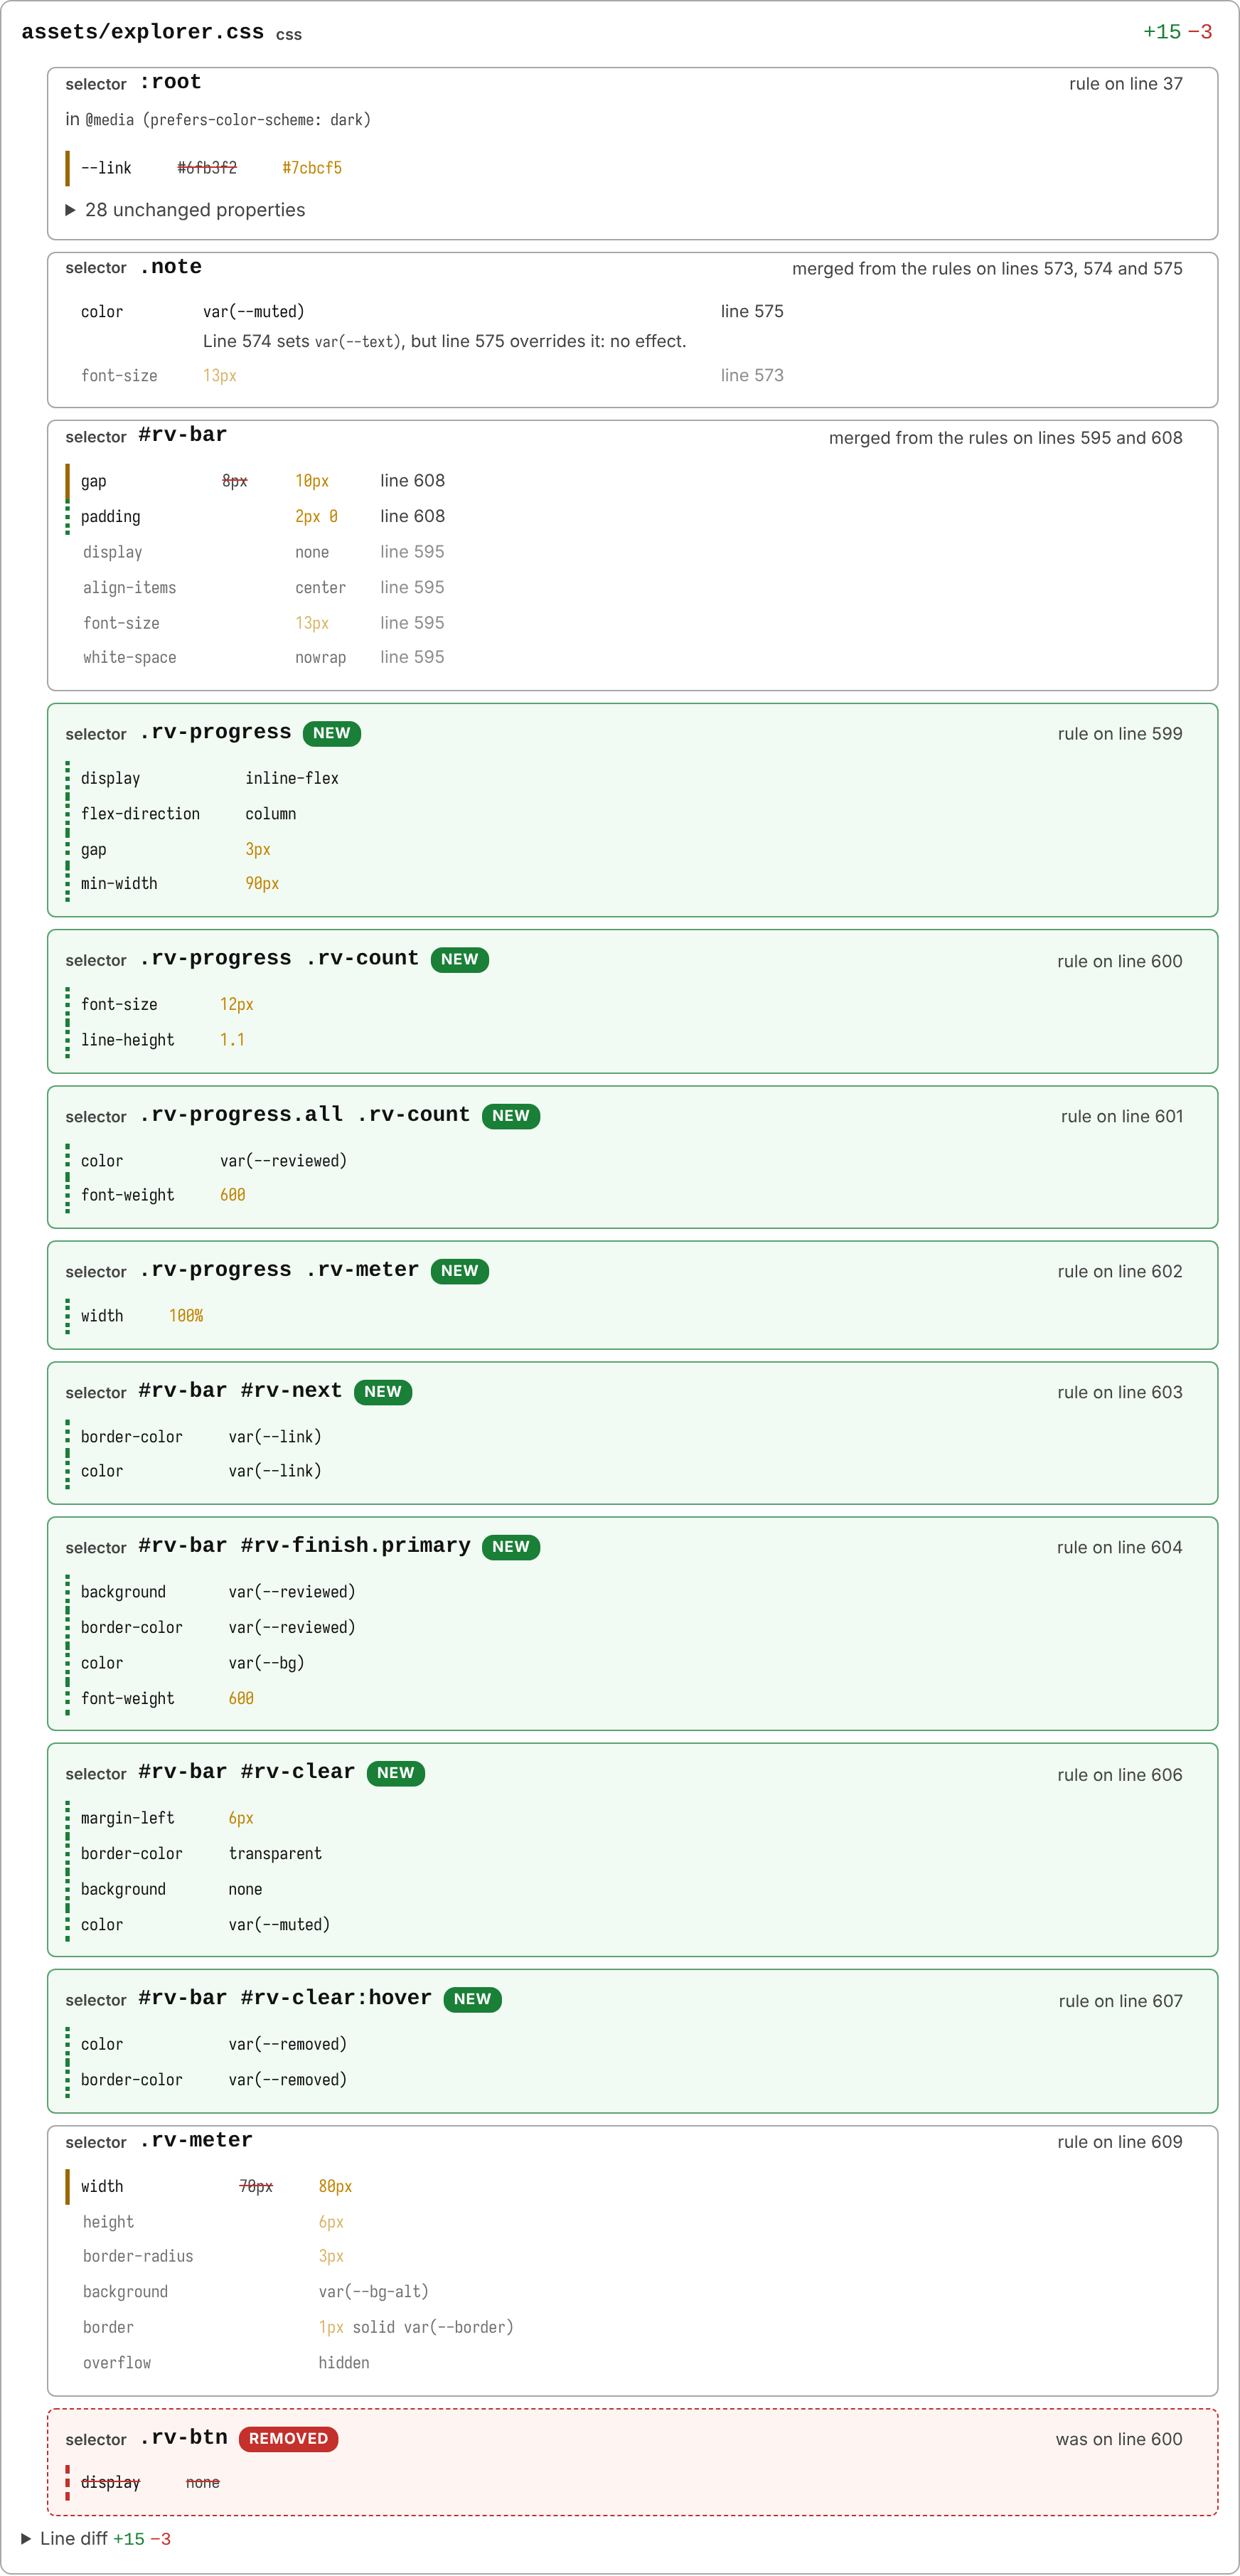 assets/explorer.css css +15 −3
selector :root rule on line 37
in @media (prefers-color-scheme: dark)
--link #6fb3f2 #7cbcf5
▶ 28 unchanged properties
selector .note merged from the rules on lines 573, 574 and 575
color var(--muted) line 575
Line 574 sets var(--text), but line 575 overrides it: no effect.
font-size 13px line 573
selector #rv-bar merged from the rules on lines 595 and 608
gap 8px 10px line 608
padding 2px 0 line 608
display none line 595
align-items center line 595
font-size 13px line 595
white-space nowrap line 595
selector .rv-progress NEW rule on line 599
display inline-flex
flex-direction column
gap 3px
min-width 90px
selector .rv-progress .rv-count NEW rule on line 600
font-size 12px
line-height 1.1
selector .rv-progress.all .rv-count NEW rule on line 601
color var(--reviewed)
font-weight 600
selector .rv-progress .rv-meter NEW rule on line 602
width 100%
selector #rv-bar #rv-next NEW rule on line 603
border-color var(--link)
color var(--link)
selector #rv-bar #rv-finish.primary NEW rule on line 604
background var(--reviewed)
border-color var(--reviewed)
color var(--bg)
font-weight 600
selector #rv-bar #rv-clear NEW rule on line 606
margin-left 6px
border-color transparent
background none
color var(--muted)
selector #rv-bar #rv-clear:hover NEW rule on line 607
color var(--removed)
border-color var(--removed)
selector .rv-meter rule on line 609
width 70px 80px
height 6px
border-radius 3px
background var(--bg-alt)
border 1px solid var(--border)
overflow hidden
selector .rv-btn REMOVED was on line 600
display none
▶ Line diff +15 −3